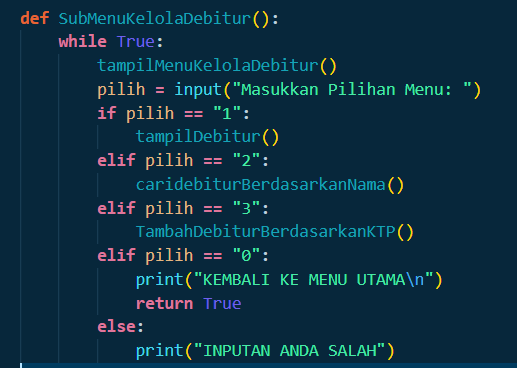 def SubMenuKelolaDebitur():
    while True:
        tampilMenuKelolaDebitur()
        pilih = input("Masukkan Pilihan Menu: ")
        if pilih == "1":
            tampilDebitur()
        elif pilih == "2":
            caridebiturBerdasarkanNama()
        elif pilih == "3":
            TambahDebiturBerdasarkanKTP()
        elif pilih == "0":
            print("KEMBALI KE MENU UTAMA\n")
            return True
        else:
            print("INPUTAN ANDA SALAH")